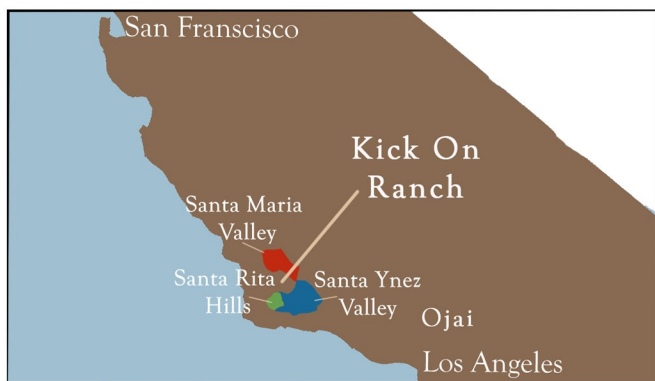 San Franscisco
Kick On
Ranch
Santa Maria
Valley
Santa Rita
Hills
Santa Ynez
Valley
Ojai
Los Angeles